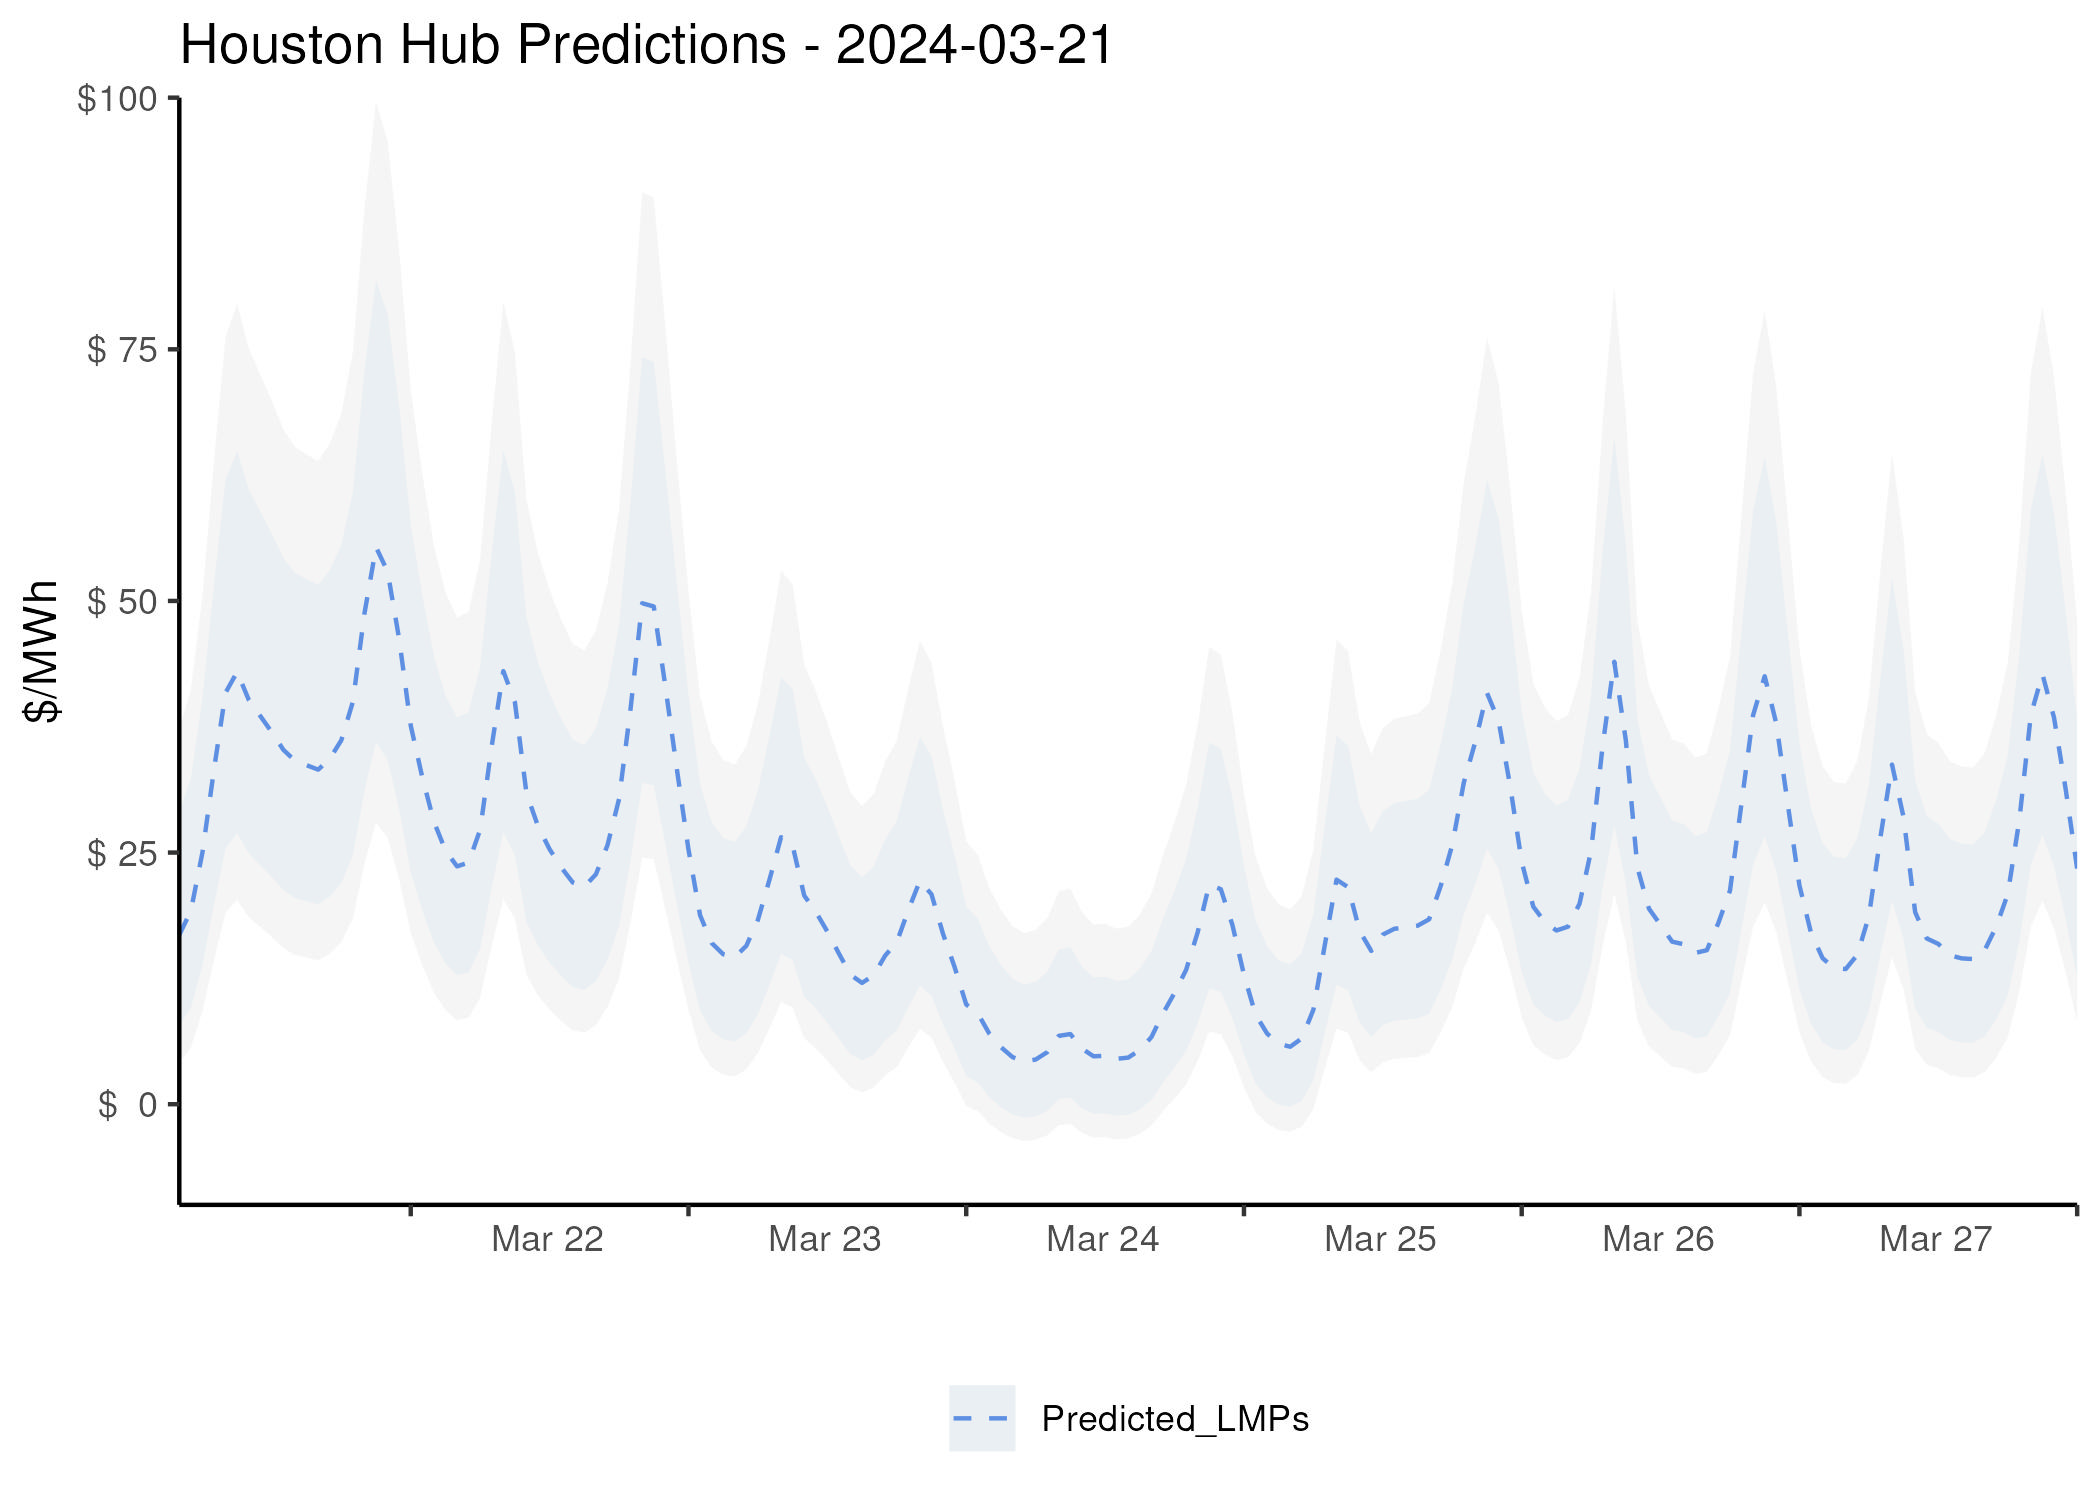 Houston Hub Predictions - 2024-03-21
$100
$ 75
$ 50
$ 25
$  0
$/MWh
Mar 22
Mar 23
Mar 24
Mar 25
Mar 26
Mar 27
Predicted_LMPs